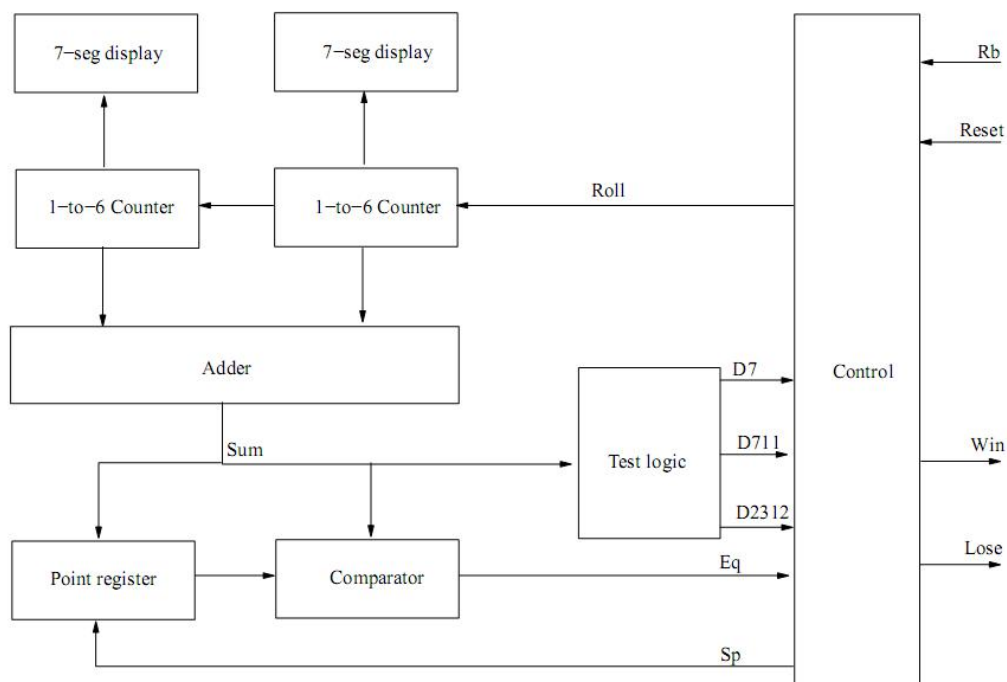 7−seg display
7−seg display
Rb
Reset
1−to−6 Counter
1−to−6 Counter
Roll
Adder
D7
Control
Sum
D711
Test logic
Win
D2312
Point register
Comparator
Eq
Lose
Sp